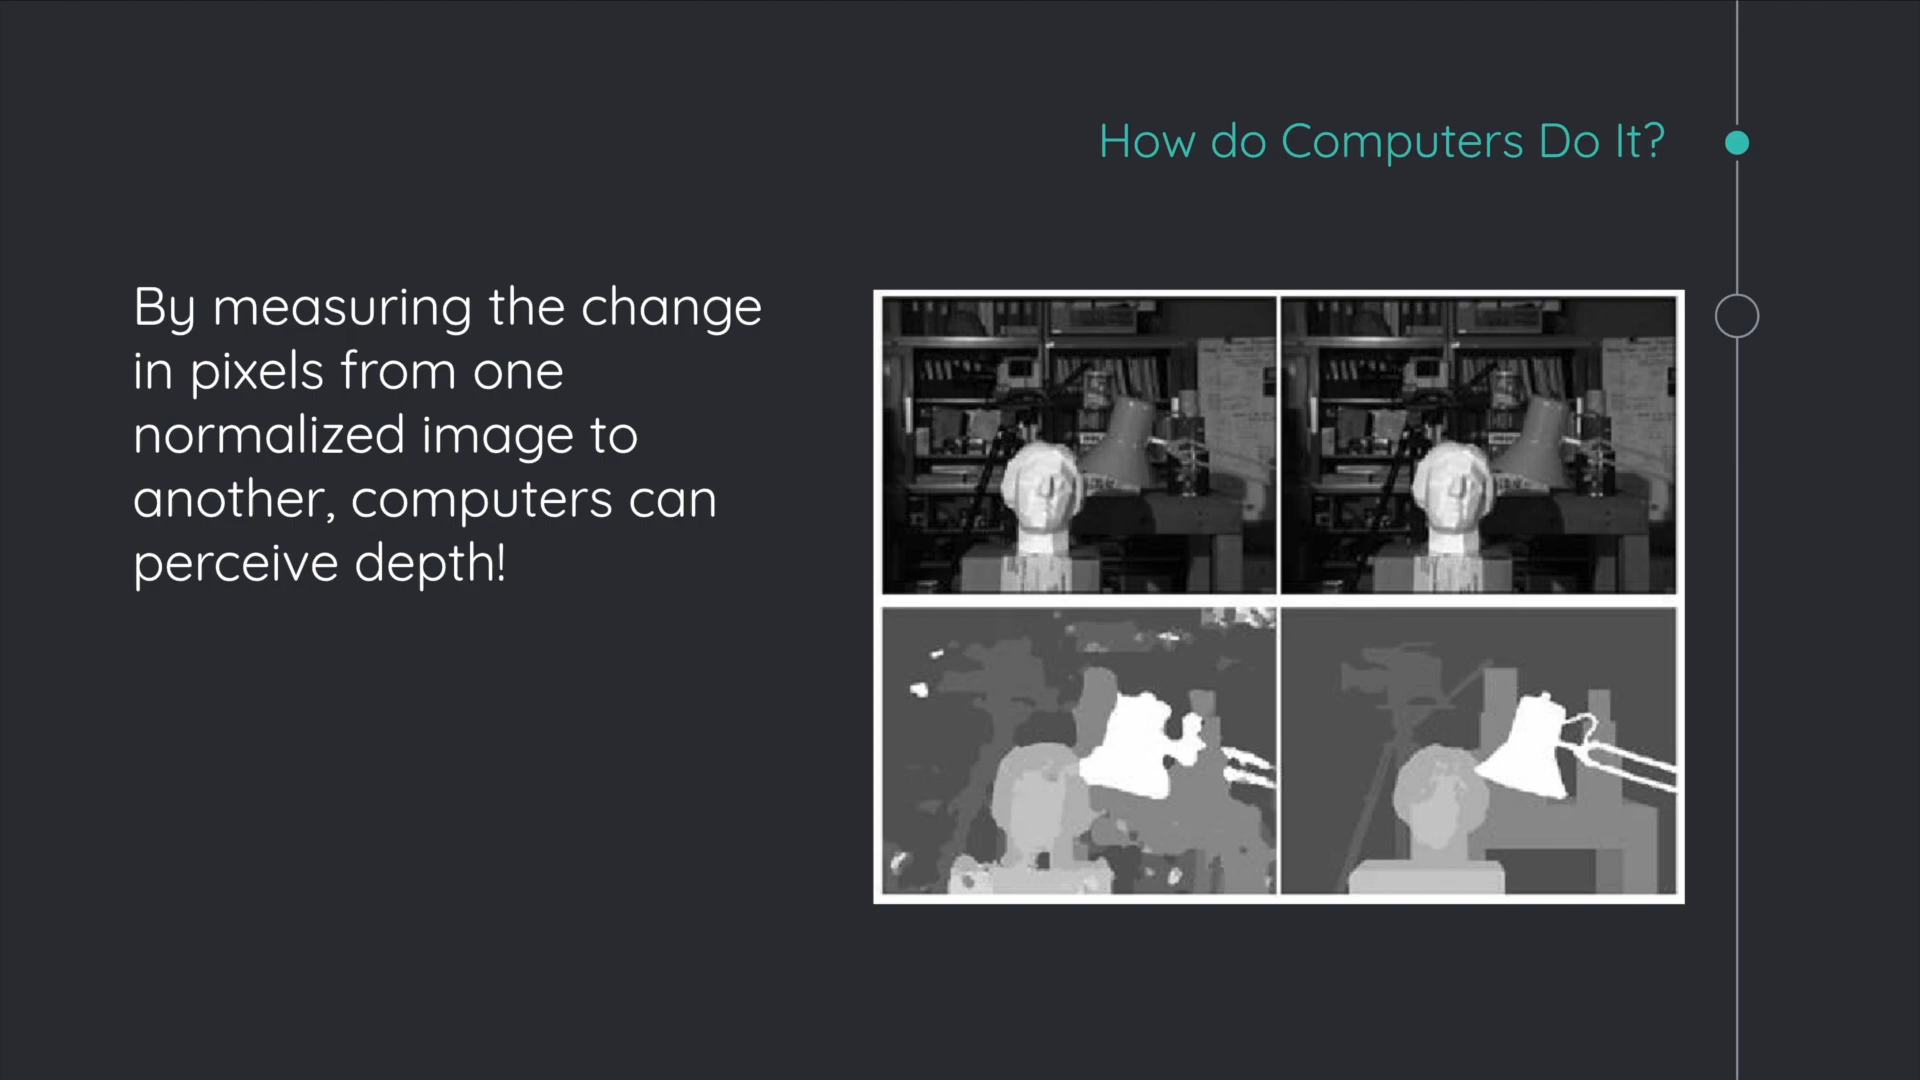 How do Computers Do It?
By measuring the change
in pixels from one
normalized image to
another, computers can
perceive depth!